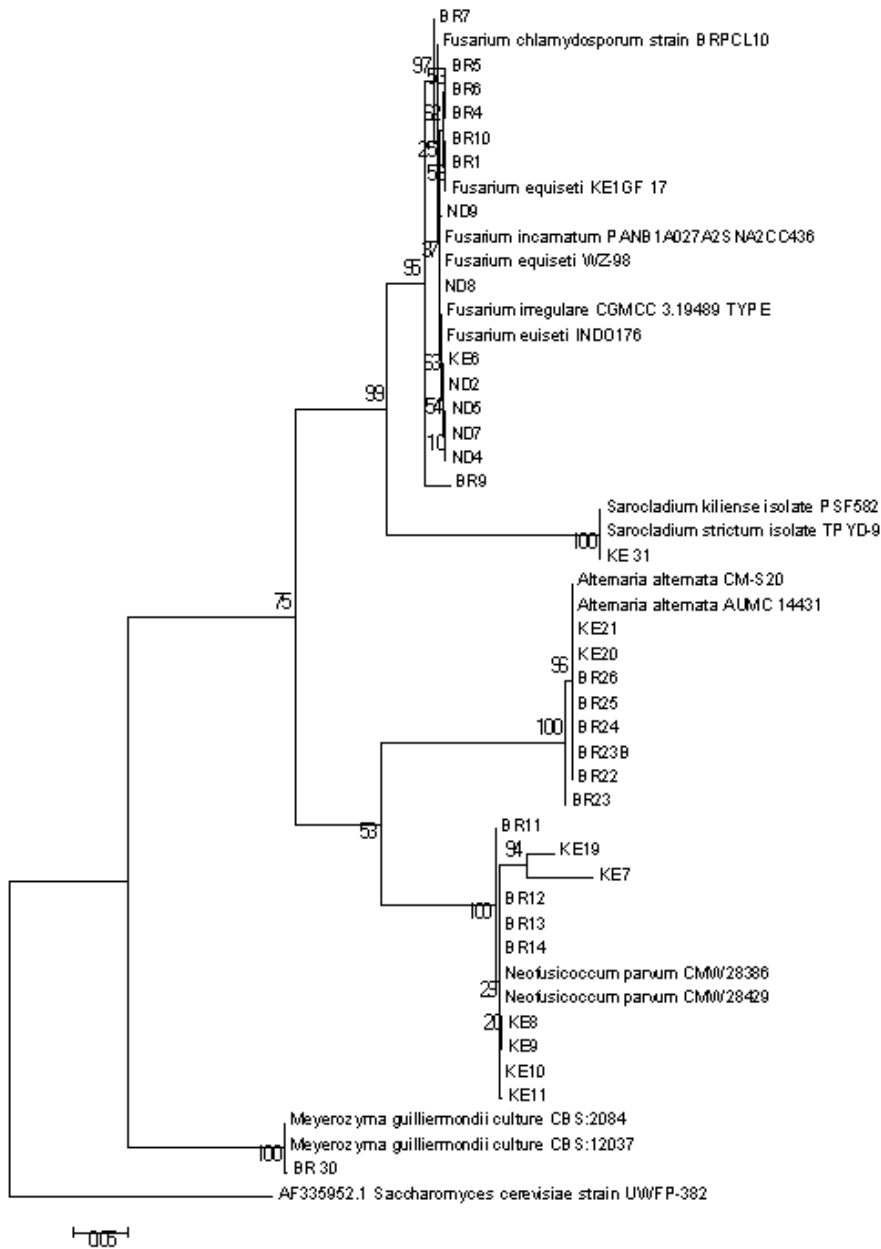 BR7
Fusarium chlamydosporum strain BRPCL10
97
BR5
BR6
62
BR4
BR10
25
BR1
Fusarium equiseti KE1GF 17
ND9
Fusarium incarnatum PANB1A027A2SNA2CC436
37
Fusarium equiseti WZ-98
95
ND8
Fusarium irregulare CGMCC 3.19489 TYPE
Fusarium euiseti INDO176
KE6
63
ND2
99
ND5
54
ND7
10
ND4
BR9
Sarocladium kiliense isolate PSF582
Sarocladium strictum isolate TPYD-9
100
KE 31
Alternaria alternata CM-S20
75
Alternaria alternata AUMC 14431
KE21
KE20
96
BR26
BR25
100
BR24
BR23B
BR22
BR23
BR11
53
94
KE19
KE7
BR12
100
BR13
BR14
Neofusicoccum parvum CMW28386
Neofusicoccum parvum CMW28429
20
KE8
KE9
KE10
KE11
Meyerozyma guilliermondii culture CBS:2084
Meyerozyma guilliermondii culture CBS:12037
100
BR 30
AF335952.1 Saccharomyces cerevisiae strain UWFP-382
0.05